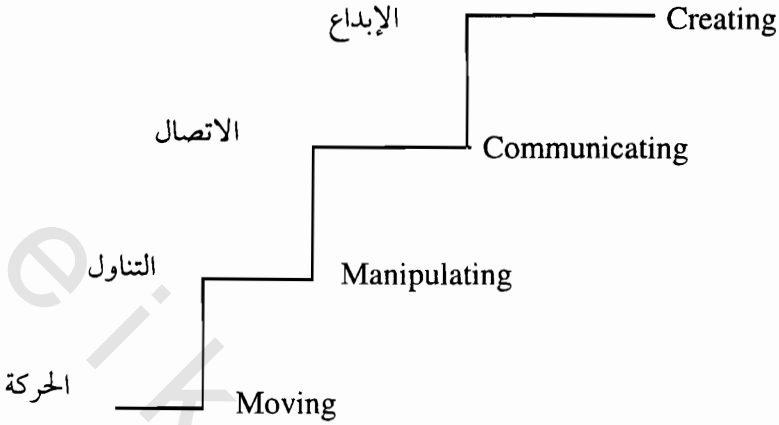 الإبداع Creating
الاتصال Communicating
التناول Manipulating
الحركة Moving
e i k